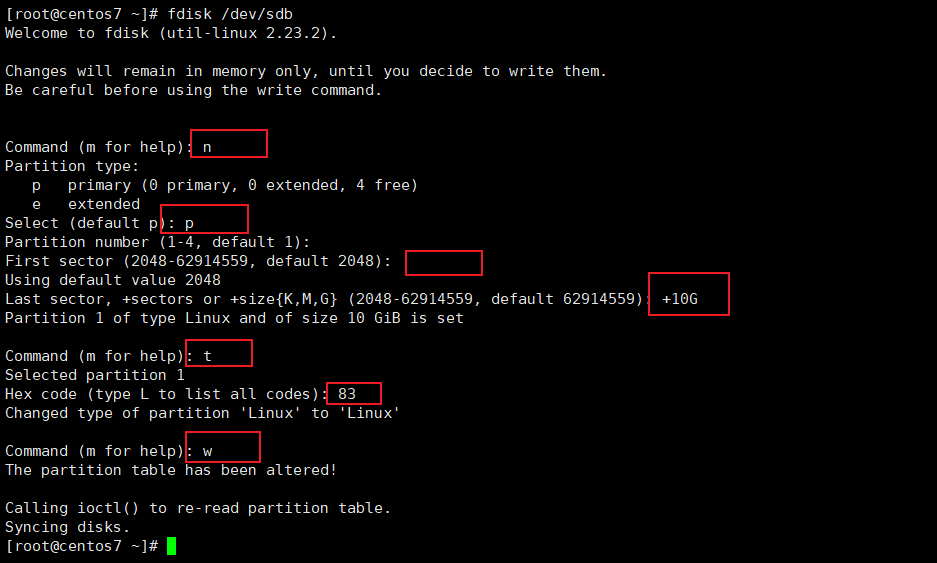 [root@centos7 ~]# fdisk /dev/sdb
Welcome to fdisk (util-linux 2.23.2).
Changes will remain in memory only, until you decide to write them.
Be careful before using the write command.
Command (m for help): n
Partition type:
   p   primary (0 primary, 0 extended, 4 free)
   e   extended
Select (default p): p
Partition number (1-4, default 1):
First sector (2048-62914559, default 2048):
Using default value 2048
Last sector, +sectors or +size{K,M,G} (2048-62914559, default 62914559): +10G
Partition 1 of type Linux and of size 10 GiB is set
Command (m for help): t
Selected partition 1
Hex code (type L to list all codes): 83
Changed type of partition 'Linux' to 'Linux'
Command (m for help): w
The partition table has been altered!
Calling ioctl() to re-read partition table.
Syncing disks.
[root@centos7 ~]#